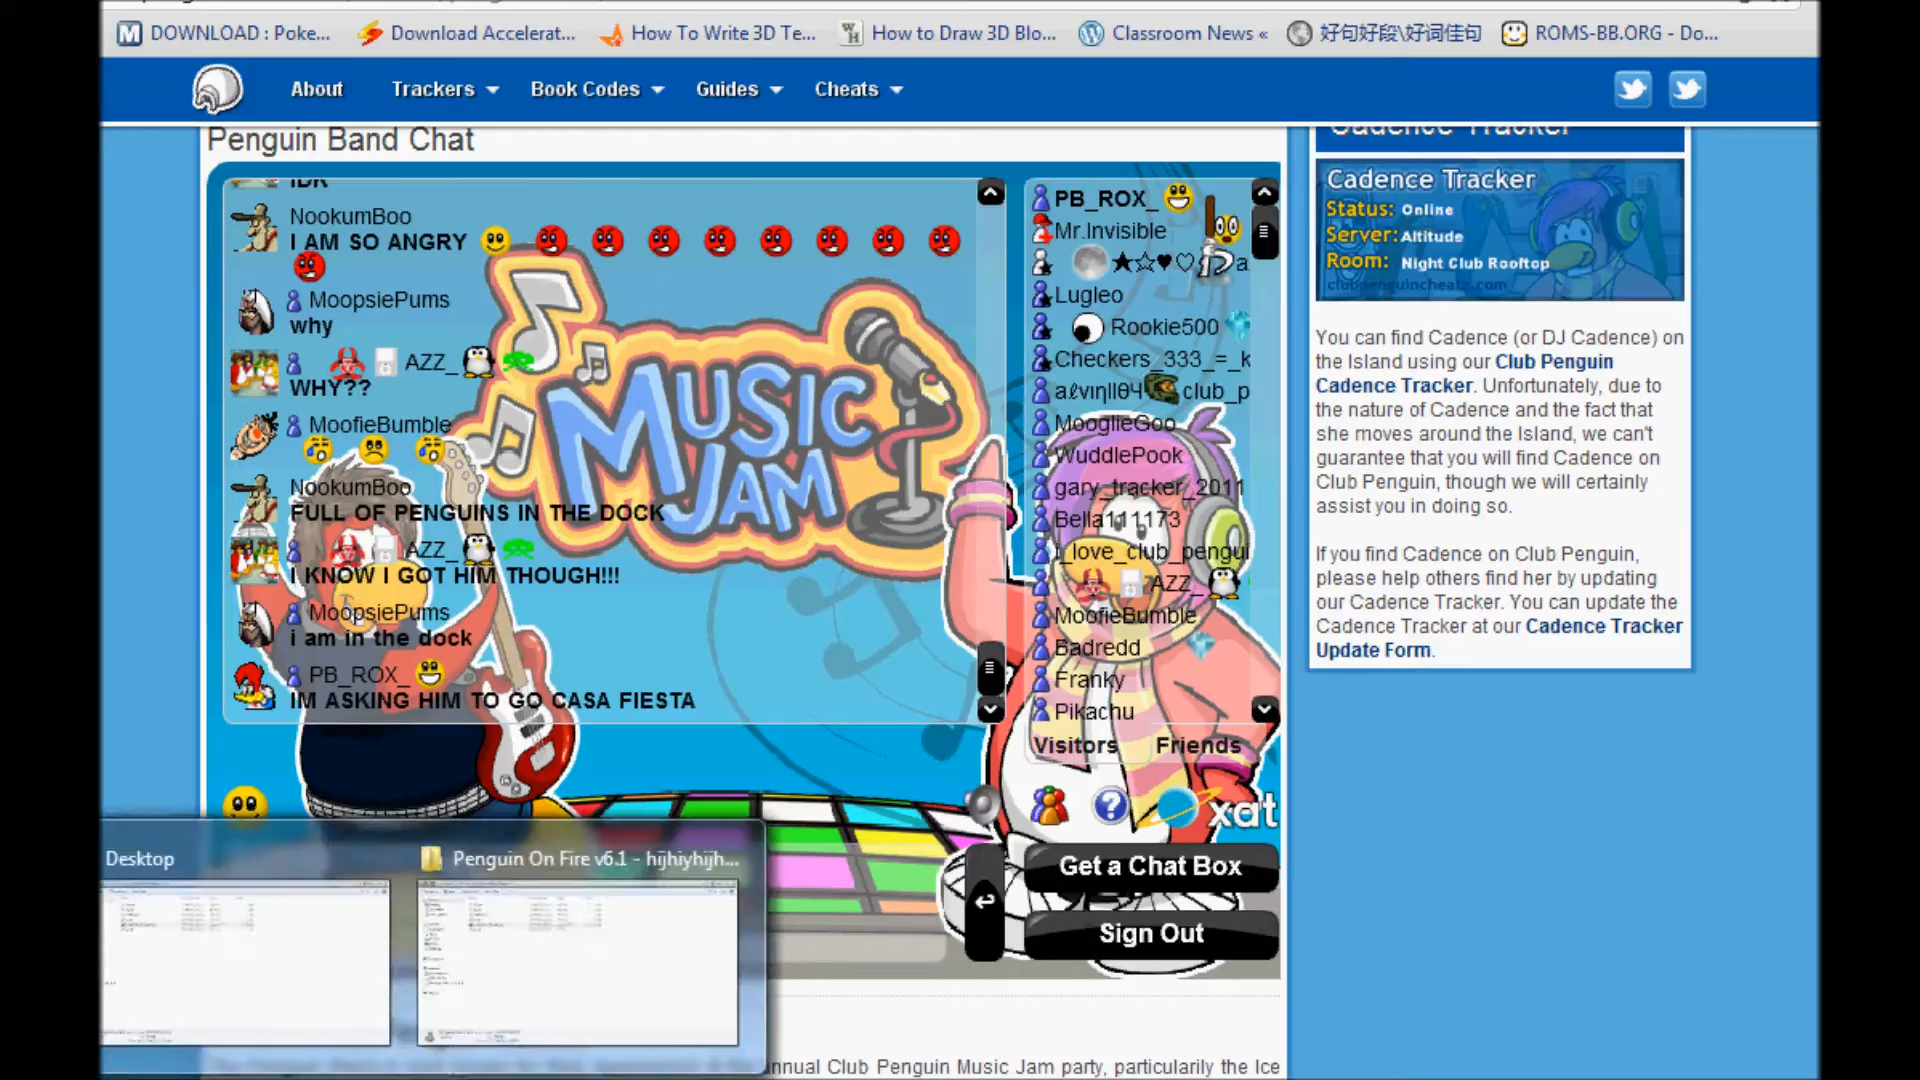 DOWNLOAD : Poke...
Download Accelerat...
How To Write 3D Te...
How to Draw 3D Blo...
Classroom News «
好句好段\好词佳句
ROMS-BB.ORG - Do...
About
Trackers
Book Codes
Guides
Cheats
Penguin Band Chat
IDK
NookumBoo
I AM SO ANGRY
MoopsiePums
why
AZZ_
WHY??
MoofieBumble
NookumBoo
FULL OF PENGUINS IN THE DOCK
AZZ_
I KNOW I GOT HIM THOUGH!!!
MoopsiePums
i am in the dock
PB_ROX_
IM ASKING HIM TO GO CASA FIESTA
MUSIC
JAM
PB_ROX_
Mr.Invisible
★☆♥♡
Lugleo
Rookie500
Checkers_333_=_k
aℓvιηllθч club_p
MooglieGoo
WuddlePook
gary_tracker_2011
Bella111173
i_love_club_pengui
AZZ_
MoofieBumble
Badredd
Franky
Pikachu
Visitors
Friends
xat
Get a Chat Box
Sign Out
Cadence Tracker
Cadence Tracker
Status: Online
Server: Altitude
Room: Night Club Rooftop
clubpenguincheatz.com
You can find Cadence (or DJ Cadence) on
the Island using our Club Penguin
Cadence Tracker. Unfortunately, due to
the nature of Cadence and the fact that
she moves around the Island, we can't
guarantee that you will find Cadence on
Club Penguin, though we will certainly
assist you in doing so.
If you find Cadence on Club Penguin,
please help others find her by updating
our Cadence Tracker. You can update the
Cadence Tracker at our Cadence Tracker
Update Form.
Desktop
Penguin On Fire v6.1 - hijhiyhijh...
nnual Club Penguin Music Jam party, particularly the Ice